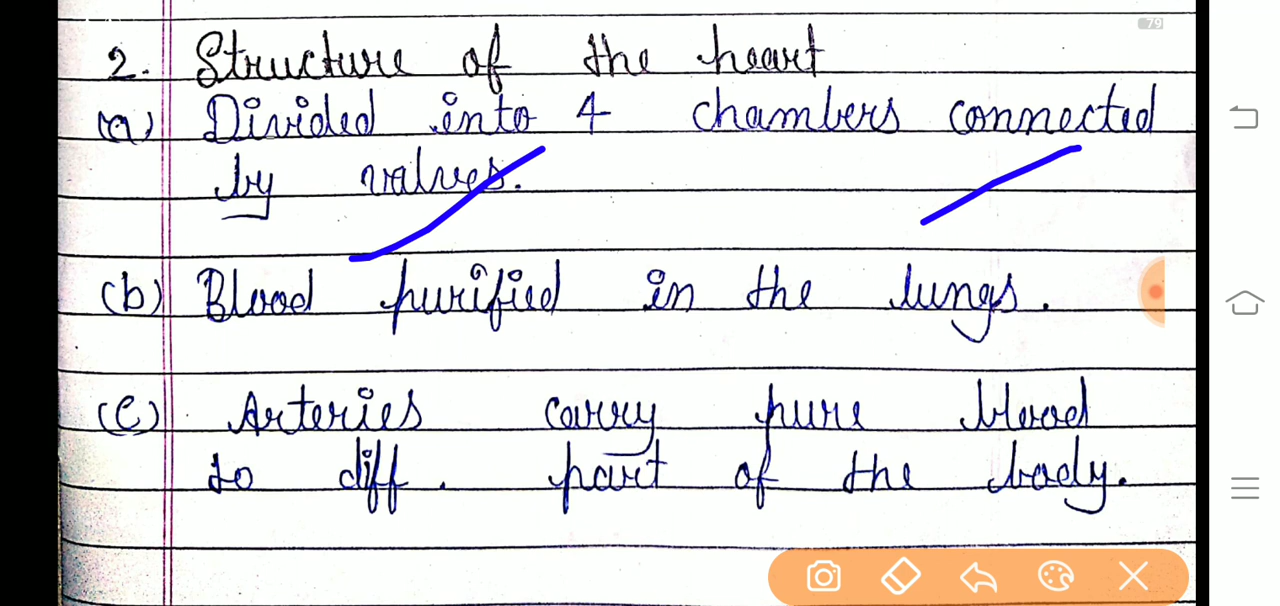 79
2. Structure of the heart
(a) Divided into 4 chambers connected
by valves.
(b) Blood purified in the lungs.
(c) Arteries carry pure blood
to diff. part of the body.